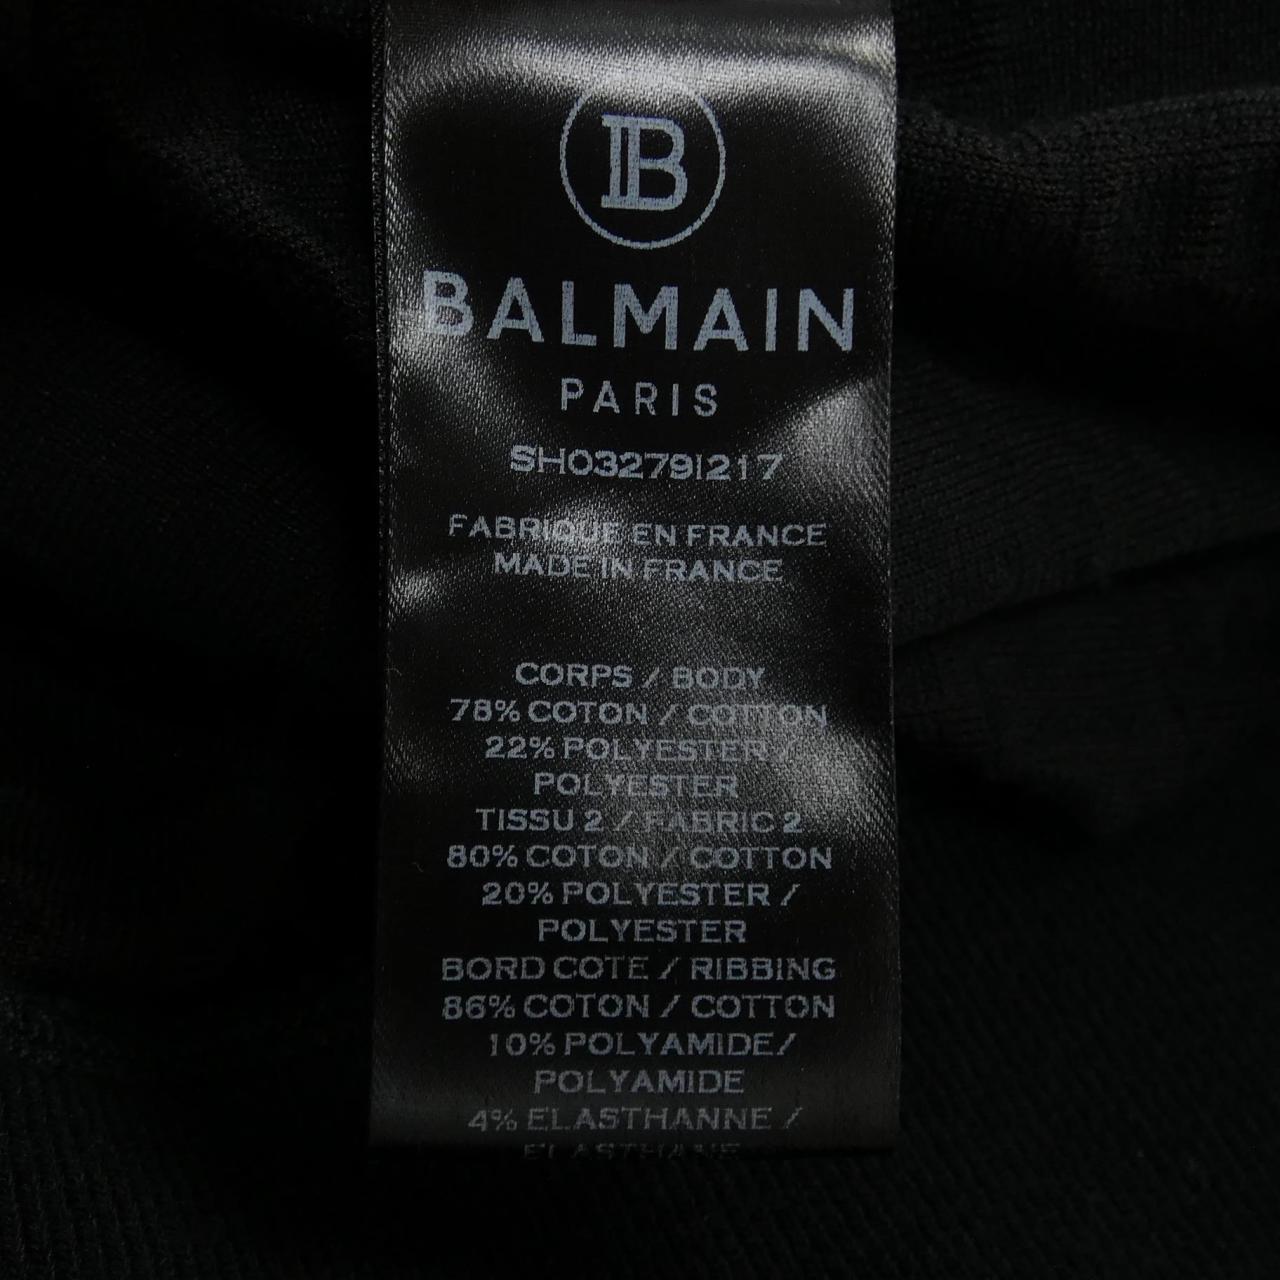 B
BALMAIN
PARIS
SH03279I217
FABRIQUE EN FRANCE
MADE IN FRANCE
CORPS / BODY
78% COTON / COTTON
22% POLYESTER /
POLYESTER
TISSU 2 / FABRIC 2
80% COTON / COTTON
20% POLYESTER /
POLYESTER
BORD COTE / RIBBING
86% COTON / COTTON
10% POLYAMIDE/
POLYAMIDE
4% ELASTHANNE /
ELASTHANE